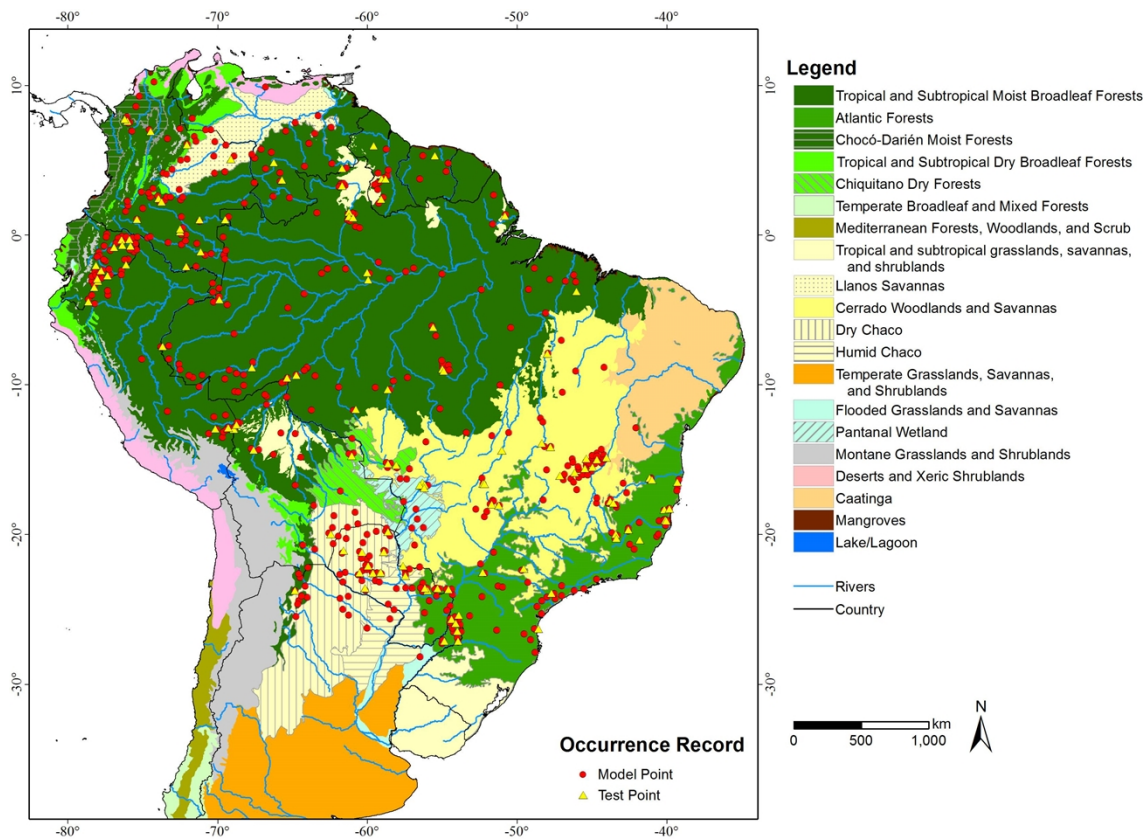 -80° -70° -60° -50° -40°
10° 10°
0° 0°
-10° -10°
-20° -20°
-30° -30°
-80° -70° -60° -50° -40°
Occurrence Record
Model Point
Test Point
Legend
Tropical and Subtropical Moist Broadleaf Forests
Atlantic Forests
Chocó-Darién Moist Forests
Tropical and Subtropical Dry Broadleaf Forests
Chiquitano Dry Forests
Temperate Broadleaf and Mixed Forests
Mediterranean Forests, Woodlands, and Scrub
Tropical and subtropical grasslands, savannas,
and shrublands
Llanos Savannas
Cerrado Woodlands and Savannas
Dry Chaco
Humid Chaco
Temperate Grasslands, Savannas,
and Shrublands
Flooded Grasslands and Savannas
Pantanal Wetland
Montane Grasslands and Shrublands
Deserts and Xeric Shrublands
Caatinga
Mangroves
Lake/Lagoon
Rivers
Country
N
km
0 500 1,000